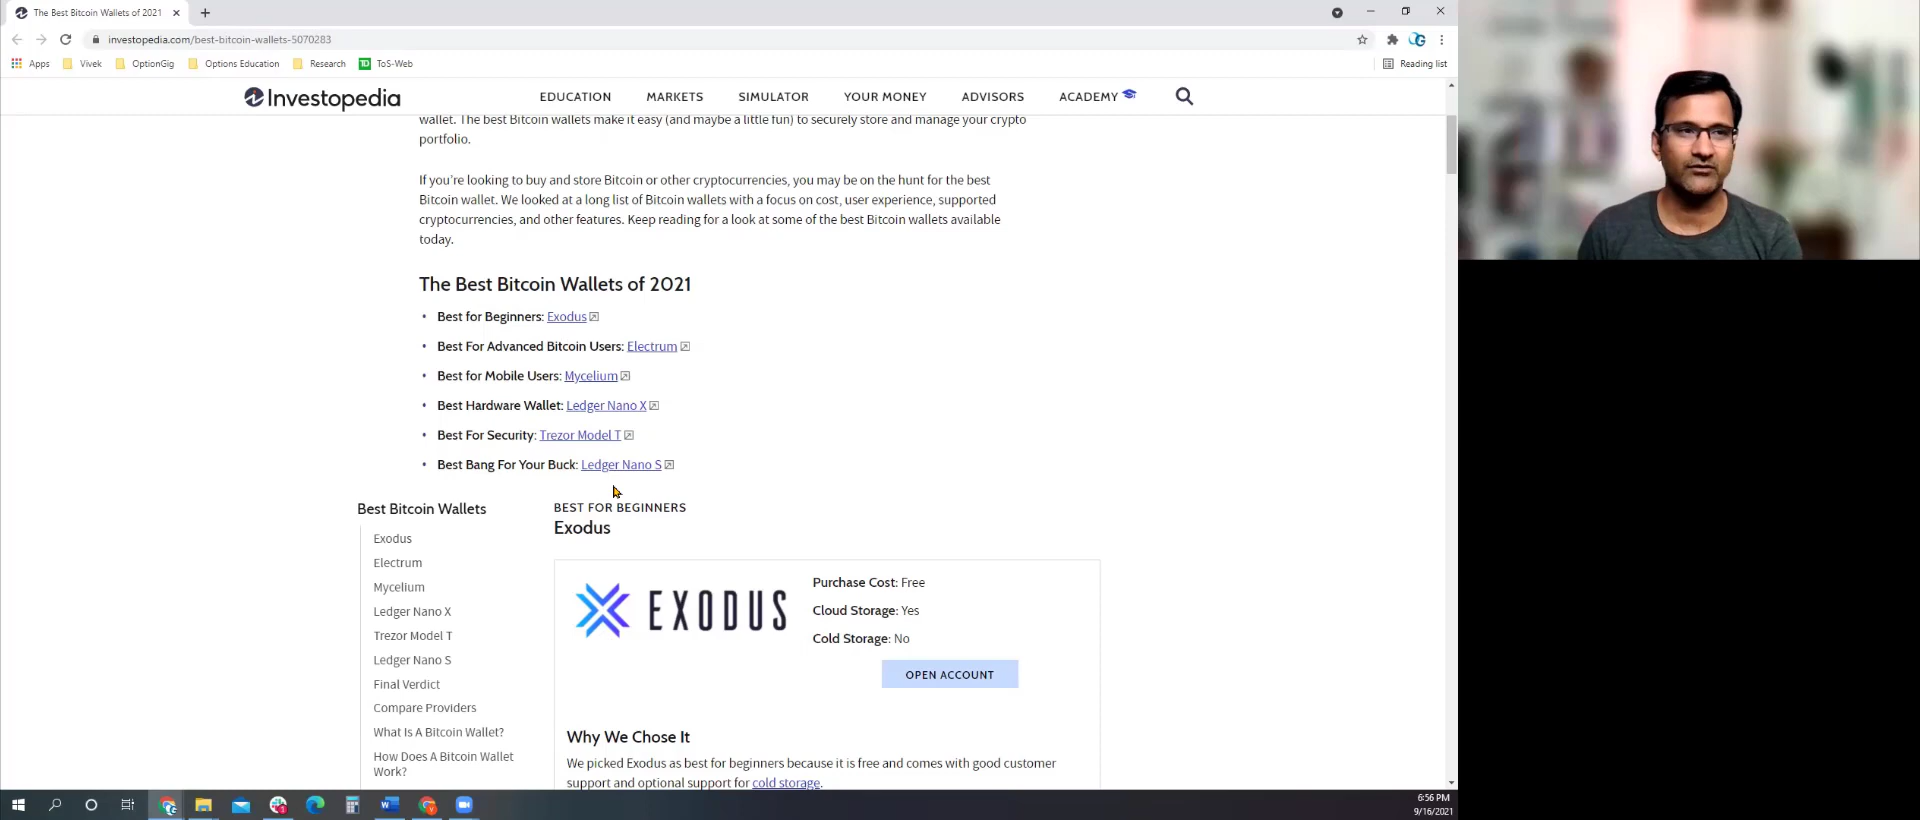 The Best Bitcoin Wallets of 2021
investopedia.com/best-bitcoin-wallets-5070283
Apps Vivek OptionGig Options Education Research ToS-Web Reading list
Investopedia EDUCATION MARKETS SIMULATOR YOUR MONEY ADVISORS ACADEMY
wallet. The best Bitcoin wallets make it easy (and maybe a little fun) to securely store and manage your crypto
portfolio.
If you're looking to buy and store Bitcoin or other cryptocurrencies, you may be on the hunt for the best
Bitcoin wallet. We looked at a long list of Bitcoin wallets with a focus on cost, user experience, supported
cryptocurrencies, and other features. Keep reading for a look at some of the best Bitcoin wallets available
today.
The Best Bitcoin Wallets of 2021
• Best for Beginners: Exodus
• Best For Advanced Bitcoin Users: Electrum
• Best for Mobile Users: Mycelium
• Best Hardware Wallet: Ledger Nano X
• Best For Security: Trezor Model T
• Best Bang For Your Buck: Ledger Nano S
Best Bitcoin Wallets
Exodus
Electrum
Mycelium
Ledger Nano X
Trezor Model T
Ledger Nano S
Final Verdict
Compare Providers
What Is A Bitcoin Wallet?
How Does A Bitcoin Wallet
Work?
BEST FOR BEGINNERS
Exodus
EXODUS
Purchase Cost: Free
Cloud Storage: Yes
Cold Storage: No
OPEN ACCOUNT
Why We Chose It
We picked Exodus as best for beginners because it is free and comes with good customer
support and optional support for cold storage.
6:56 PM
9/16/2021